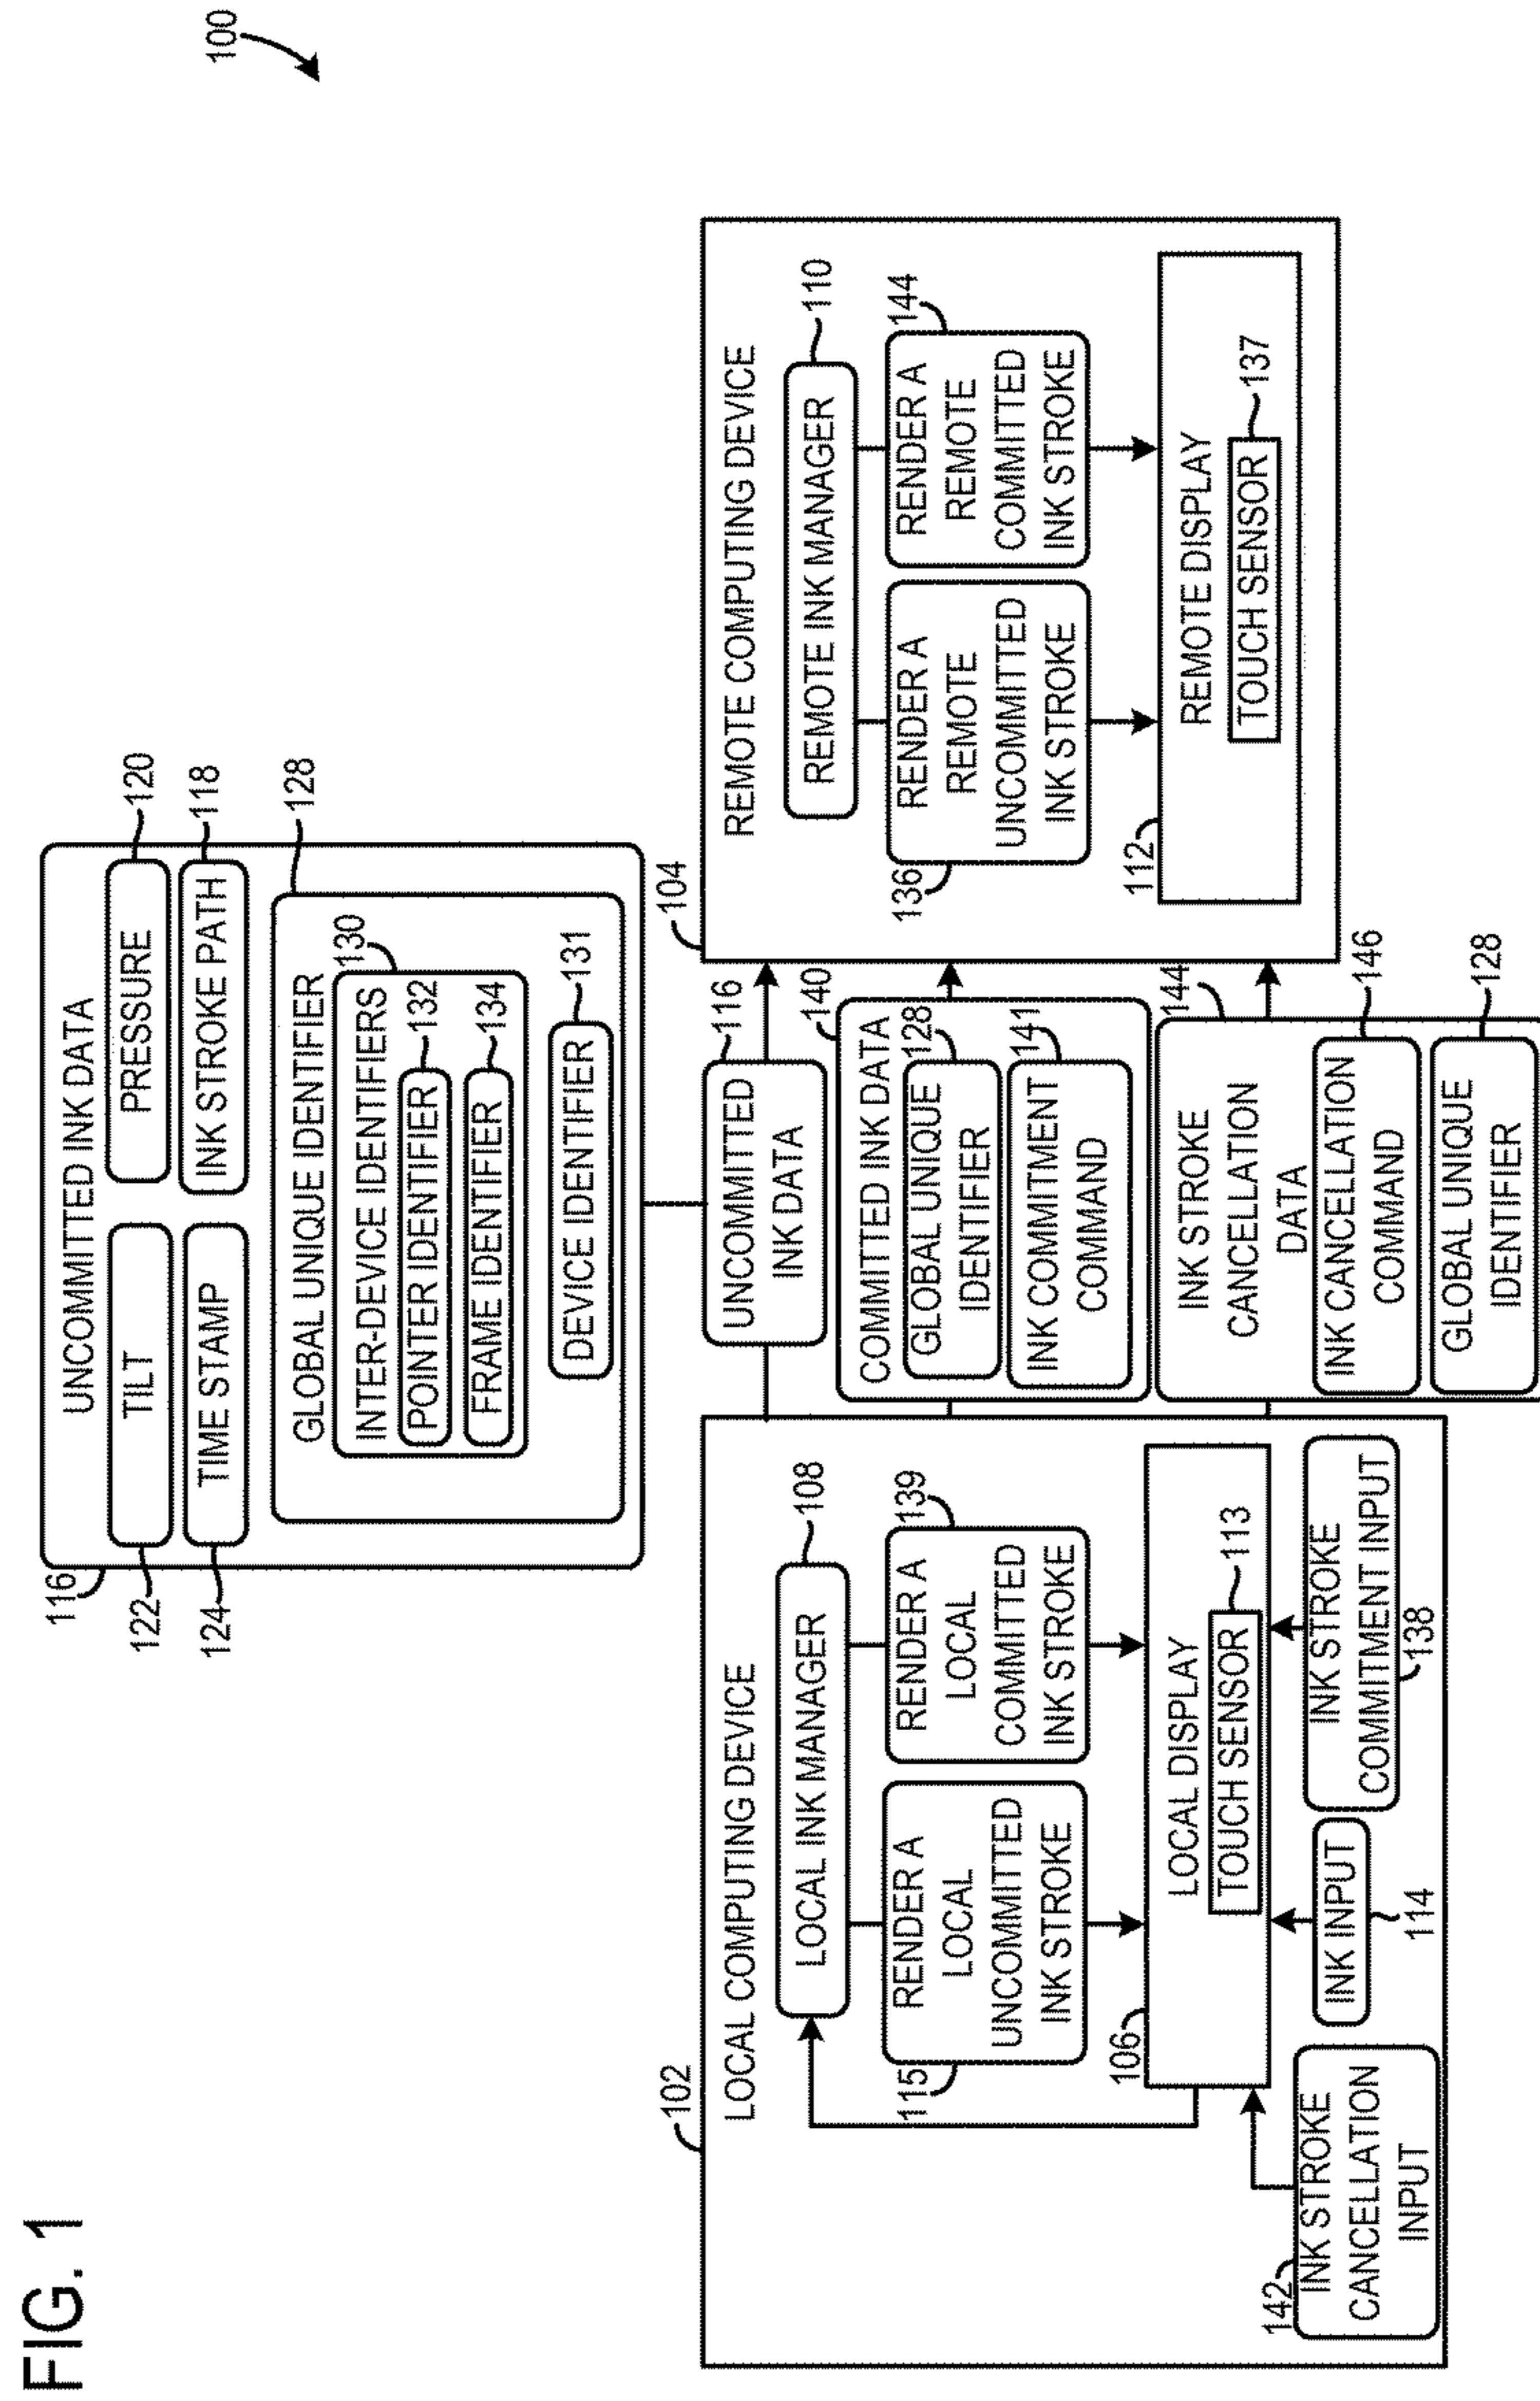 FIG. 1
100
116
UNCOMMITTED INK DATA
122
TILT
PRESSURE
120
124
TIME STAMP
INK STROKE PATH
118
GLOBAL UNIQUE IDENTIFIER
128
INTER-DEVICE IDENTIFIERS
130
POINTER IDENTIFIER
132
FRAME IDENTIFIER
134
DEVICE IDENTIFIER
131
102
LOCAL COMPUTING DEVICE
LOCAL INK MANAGER
108
115
RENDER A
LOCAL
UNCOMMITTED
INK STROKE
RENDER A
LOCAL
COMMITTED
INK STROKE
139
106
LOCAL DISPLAY
TOUCH SENSOR
113
142
INK STROKE
CANCELLATION
INPUT
INK INPUT
114
INK STROKE
COMMITMENT INPUT
138
UNCOMMITTED
INK DATA
116
COMMITTED INK DATA
140
GLOBAL UNIQUE
IDENTIFIER
128
INK COMMITMENT
COMMAND
141
INK STROKE
CANCELLATION
DATA
144
INK CANCELLATION
COMMAND
146
GLOBAL UNIQUE
IDENTIFIER
128
104
REMOTE COMPUTING DEVICE
REMOTE INK MANAGER
110
136
RENDER A
REMOTE
UNCOMMITTED
INK STROKE
RENDER A
REMOTE
COMMITTED
INK STROKE
144
112
REMOTE DISPLAY
TOUCH SENSOR
137